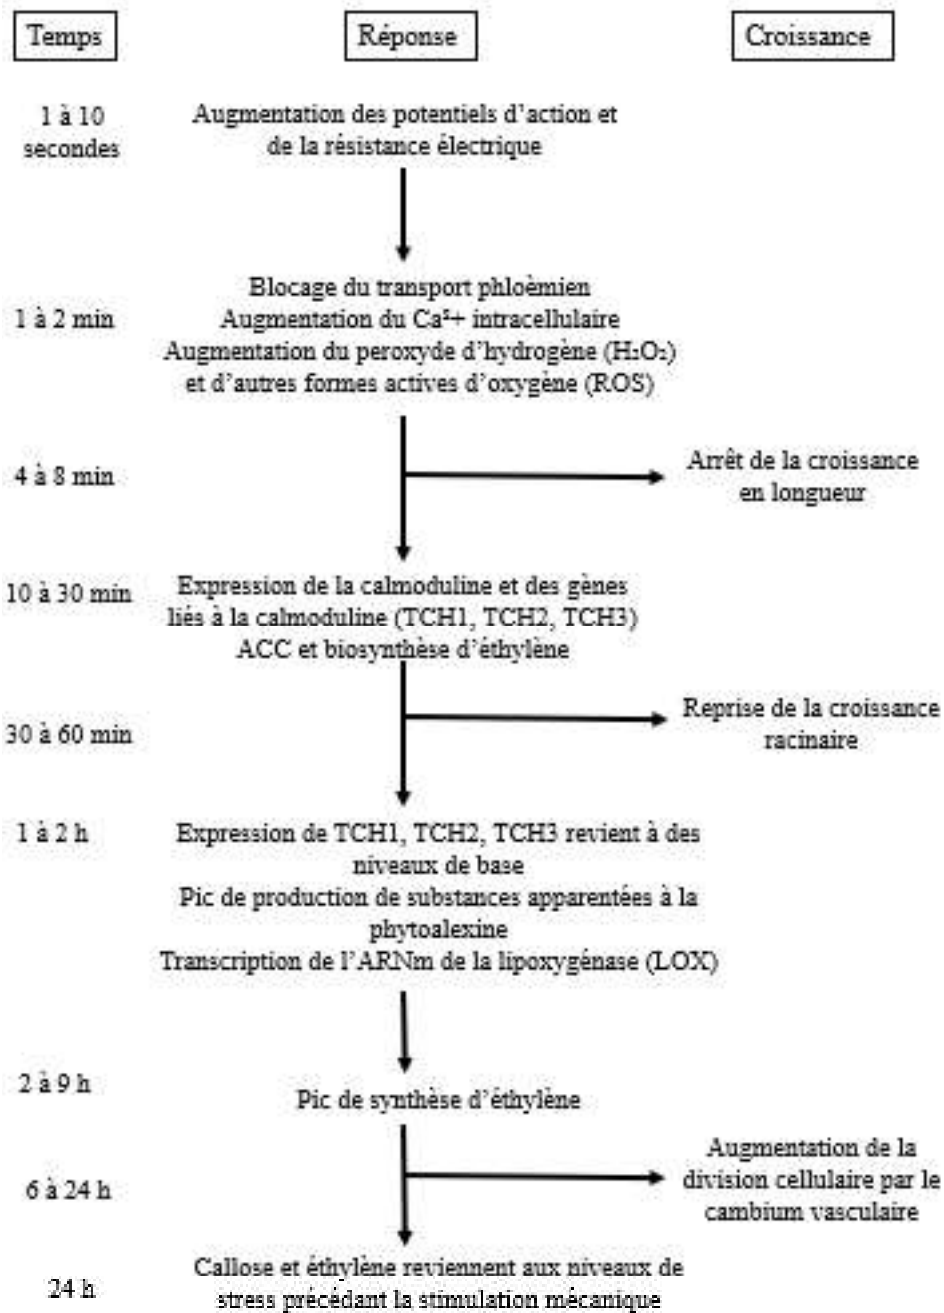 Temps
Réponse
Croissance
1 à 10
secondes
Augmentation des potentiels d'action et
de la résistance électrique
1 à 2 min
Blocage du transport phloèmien
Augmentation du Ca²+ intracellulaire
Augmentation du peroxyde d'hydrogène (H₂O₂)
et d'autres formes actives d'oxygène (ROS)
4 à 8 min
Arrêt de la croissance
en longueur
10 à 30 min
Expression de la calmoduline et des gènes
liés à la calmoduline (TCH1, TCH2, TCH3)
ACC et biosynthèse d'éthylène
30 à 60 min
Reprise de la croissance
racinaire
1 à 2 h
Expression de TCH1, TCH2, TCH3 revient à des
niveaux de base
Pic de production de substances apparentées à la
phytoalexine
Transcription de l'ARNm de la lipoxygénase (LOX)
2 à 9 h
Pic de synthèse d'éthylène
6 à 24 h
Augmentation de la
division cellulaire par le
cambium vasculaire
24 h
Callose et éthylène reviennent aux niveaux de
stress précédant la stimulation mécanique